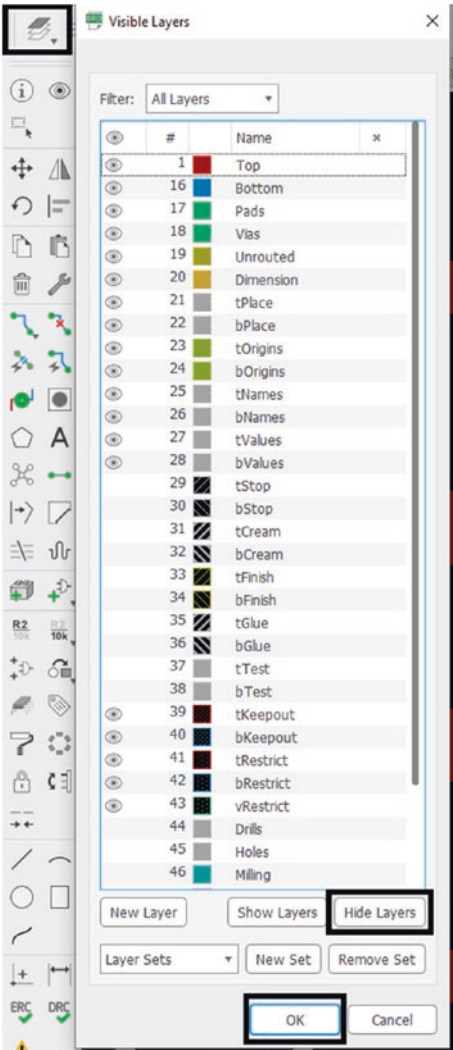 Visible Layers
Filter: All Layers
# Name
1 Top
16 Bottom
17 Pads
18 Vias
19 Unrouted
20 Dimension
21 tPlace
22 bPlace
23 tOrigins
24 bOrigins
25 tNames
26 bNames
27 tValues
28 bValues
29 tStop
30 bStop
31 tCream
32 bCream
33 tFinish
34 bFinish
35 tGlue
36 bGlue
37 tTest
38 bTest
39 tKeepout
40 bKeepout
41 tRestrict
42 bRestrict
43 vRestrict
44 Drills
45 Holes
46 Milling
New Layer Show Layers Hide Layers
Layer Sets New Set Remove Set
OK Cancel
A
R2 R2
10k 10k
ERC DRC